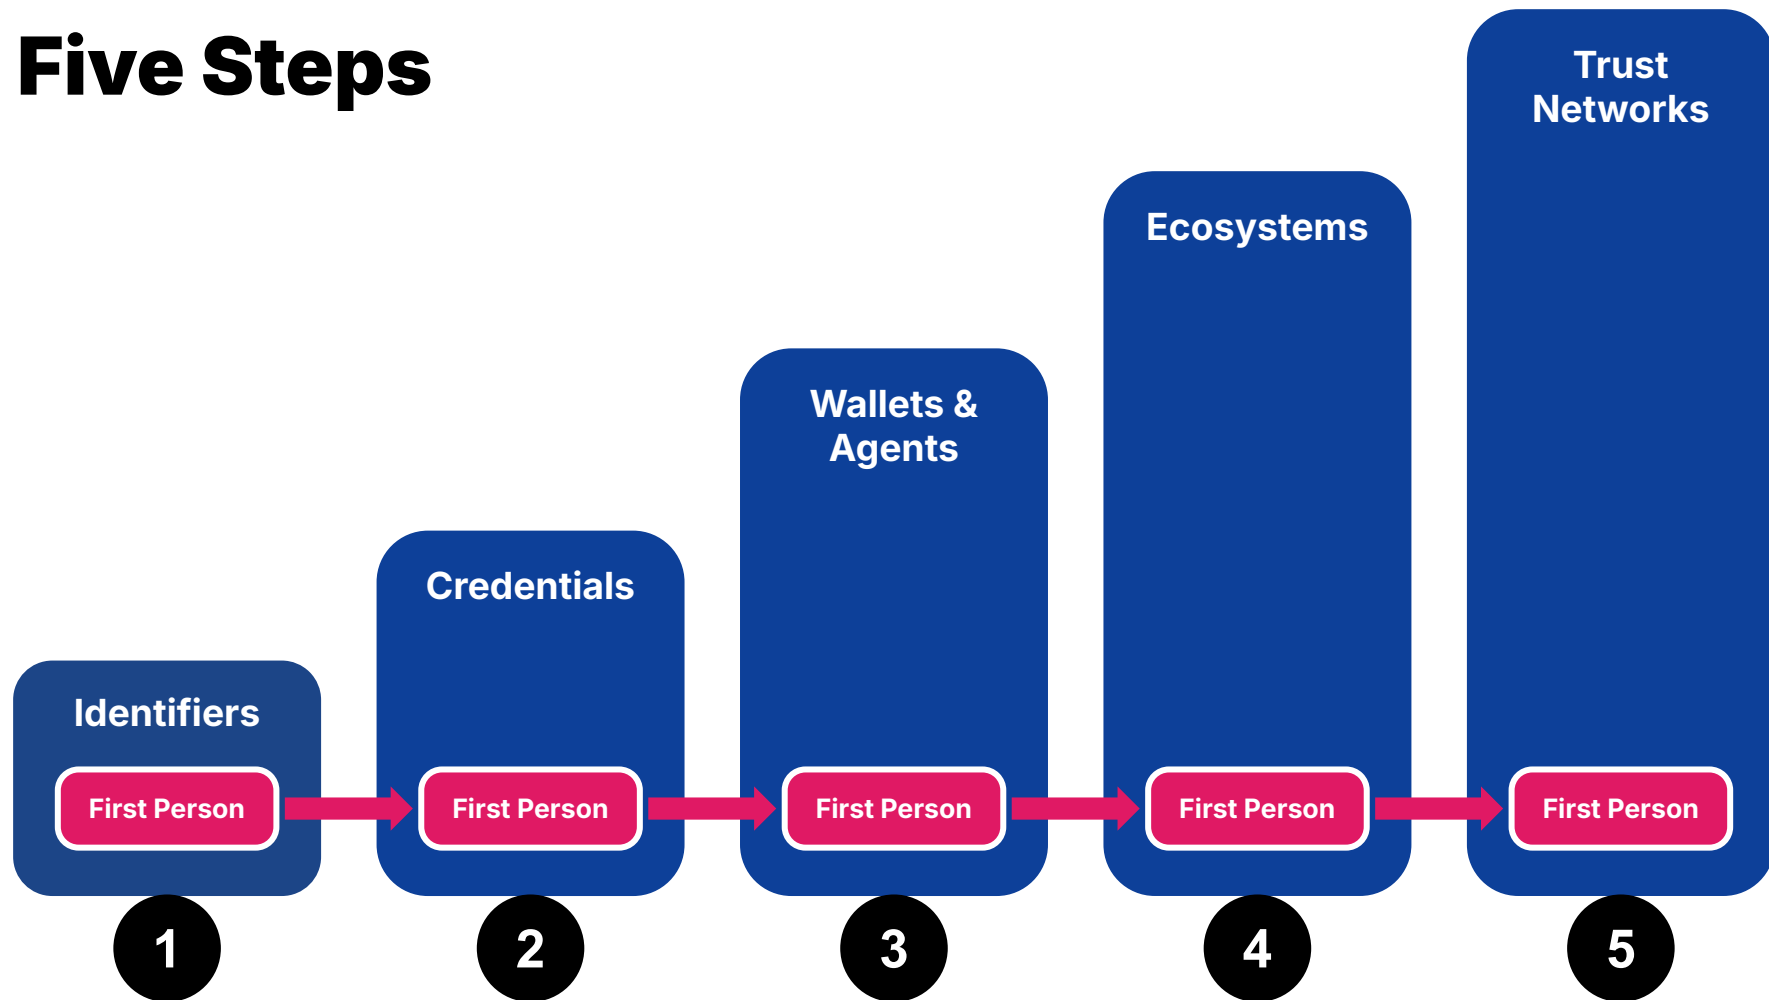 Five Steps
Identifiers
First Person
1
Credentials
First Person
2
Wallets &
Agents
First Person
3
Ecosystems
First Person
4
Trust
Networks
First Person
5